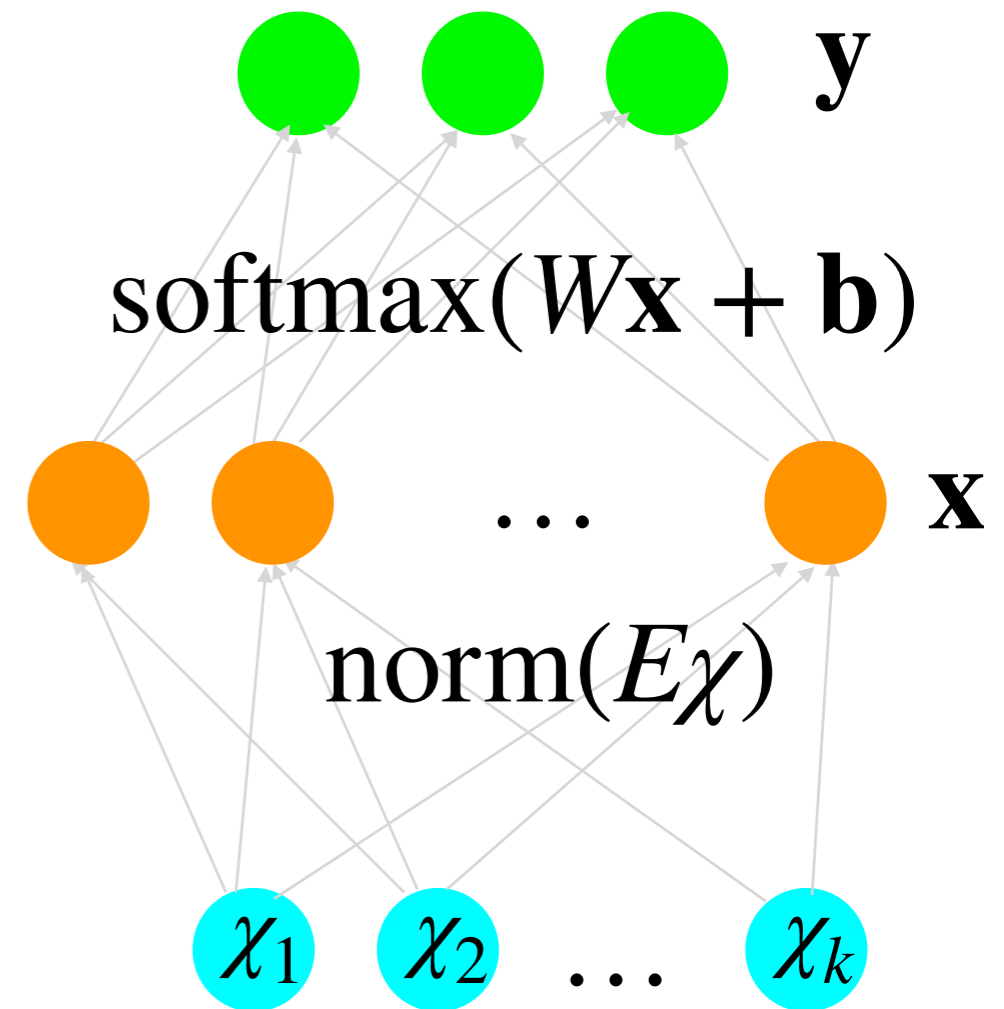 y
softmax(Wx + b)
… x
norm(Eχ)
χ₁ χ₂ … χₖ